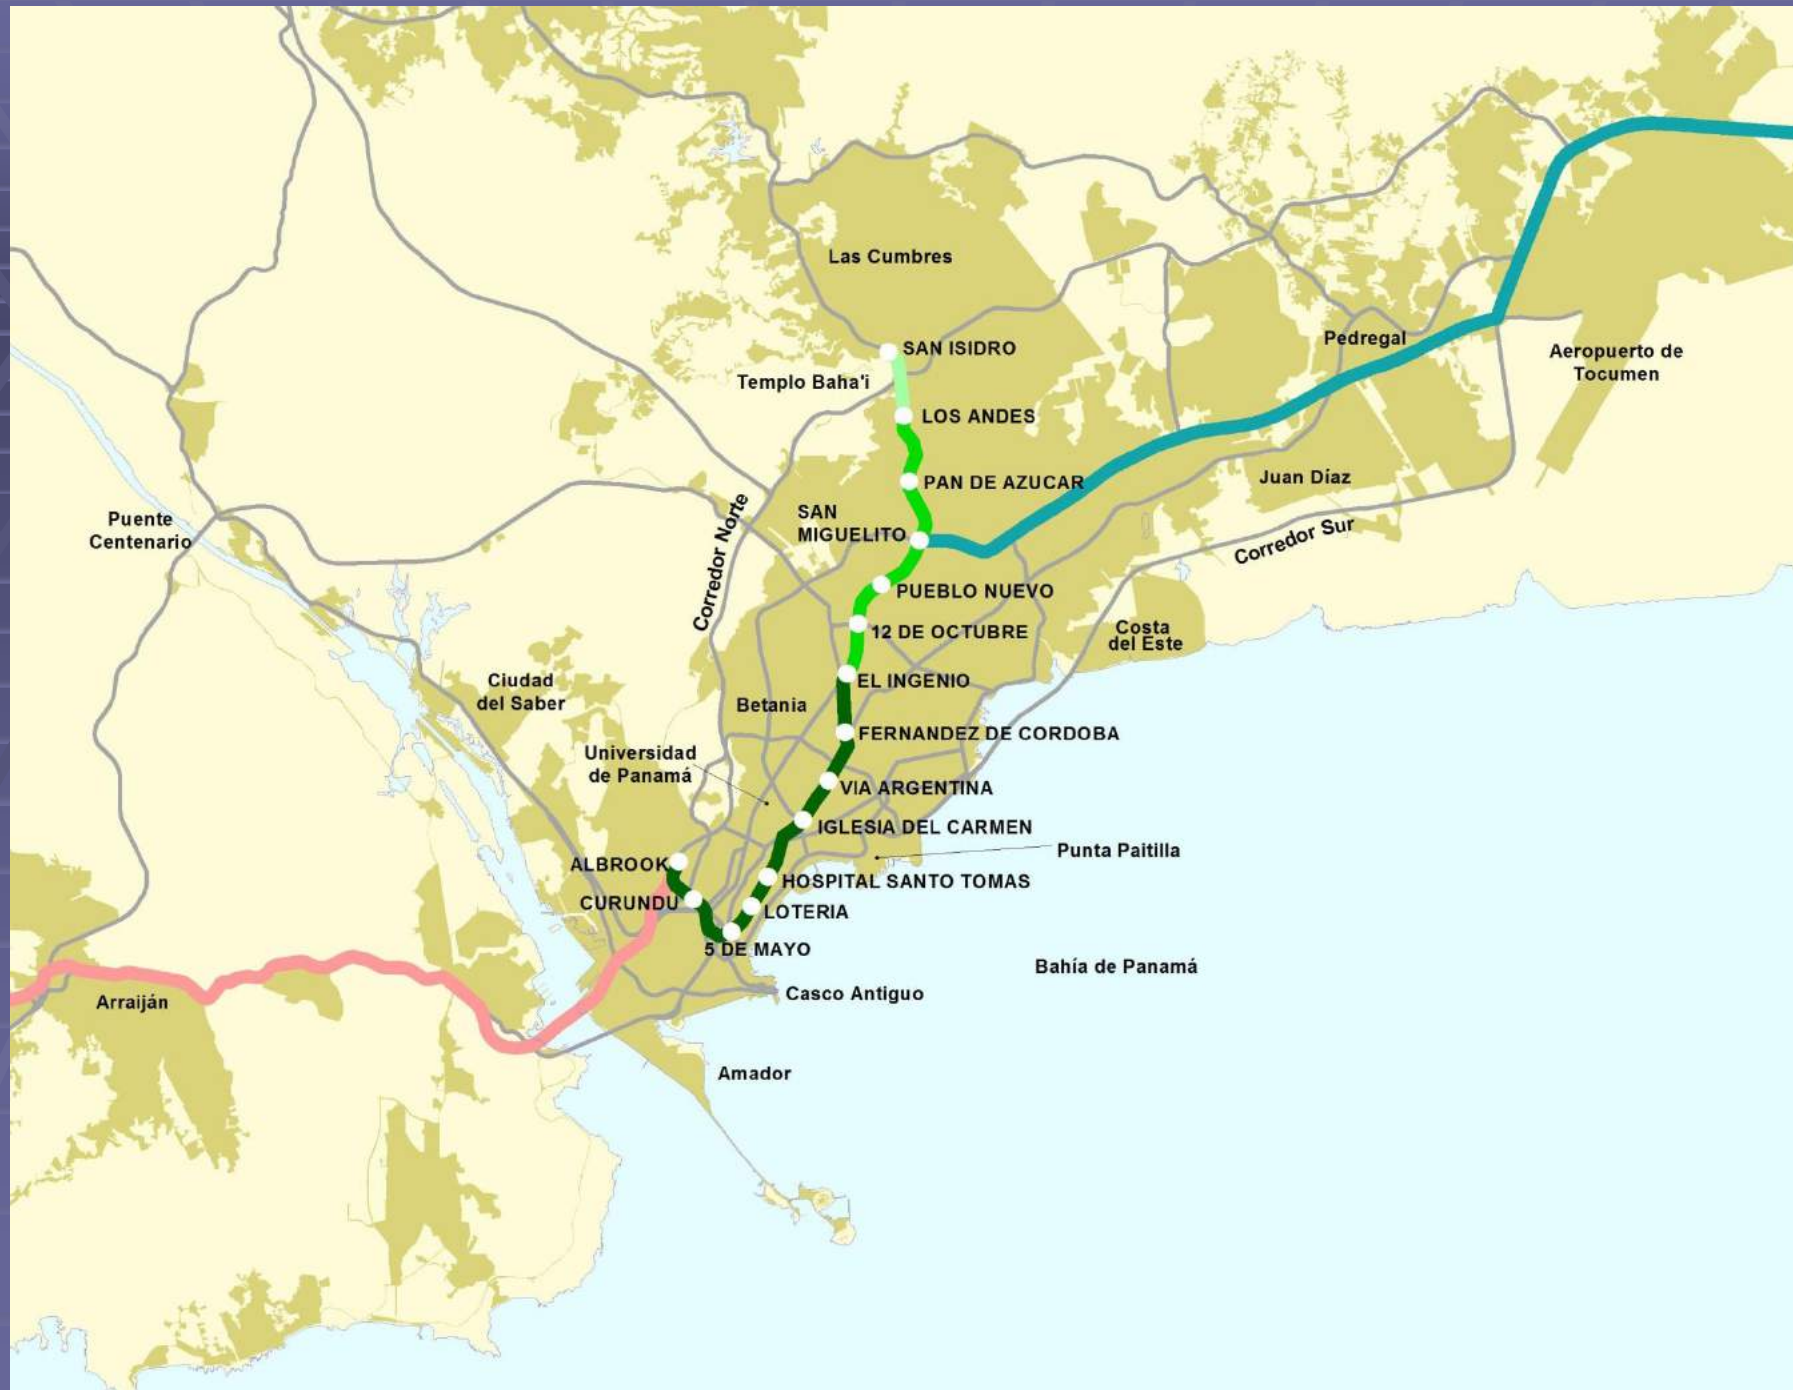 Las Cumbres
SAN ISIDRO
Pedregal
Aeropuerto de
Tocumen
Templo Baha'i
LOS ANDES
PAN DE AZUCAR
Juan Díaz
Corredor Norte
SAN
MIGUELITO
Puente
Centenario
Corredor Sur
PUEBLO NUEVO
12 DE OCTUBRE
Costa
del Este
Ciudad
del Saber
EL INGENIO
Betania
FERNANDEZ DE CORDOBA
Universidad
de Panamá
VIA ARGENTINA
IGLESIA DEL CARMEN
Punta Paitilla
ALBROOK
HOSPITAL SANTO TOMAS
CURUNDU
LOTERIA
5 DE MAYO
Bahía de Panamá
Arraiján
Casco Antiguo
Amador